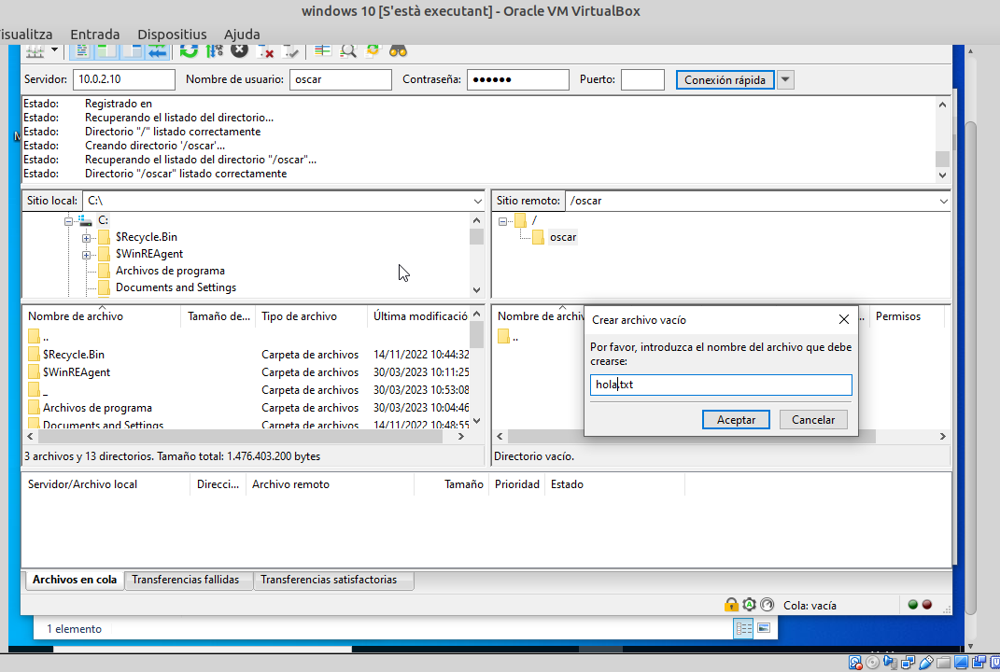 windows 10 [S'està executant] - Oracle VM VirtualBox
isualitza Entrada Dispositius Ajuda
Servidor: 10.0.2.10 Nombre de usuario: oscar Contraseña: ●●●●●● Puerto: Conexión rápida
Estado: Registrado en
Estado: Recuperando el listado del directorio...
Estado: Directorio "/" listado correctamente
Estado: Creando directorio '/oscar'...
Estado: Recuperando el listado del directorio "/oscar"...
Estado: Directorio "/oscar" listado correctamente
Sitio local: C:\
C:
$Recycle.Bin
$WinREAgent
Archivos de programa
Documents and Settings
Sitio remoto: /oscar
/
oscar
Nombre de archivo Tamaño de... Tipo de archivo Última modificació
..
$Recycle.Bin Carpeta de archivos 14/11/2022 10:44:32
$WinREAgent Carpeta de archivos 30/03/2023 10:11:25
_ Carpeta de archivos 30/03/2023 10:53:08
Archivos de programa Carpeta de archivos 30/03/2023 10:04:46
Documents and Settings Carpeta de archivos 14/11/2022 10:48:55
3 archivos y 13 directorios. Tamaño total: 1.476.403.200 bytes
Nombre de archiv .. Permisos
..
Directorio vacío.
Crear archivo vacío
Por favor, introduzca el nombre del archivo que debe
crearse:
hola.txt
Aceptar Cancelar
Servidor/Archivo local Direcci... Archivo remoto Tamaño Prioridad Estado
Archivos en cola Transferencias fallidas Transferencias satisfactorias
Cola: vacía
1 elemento